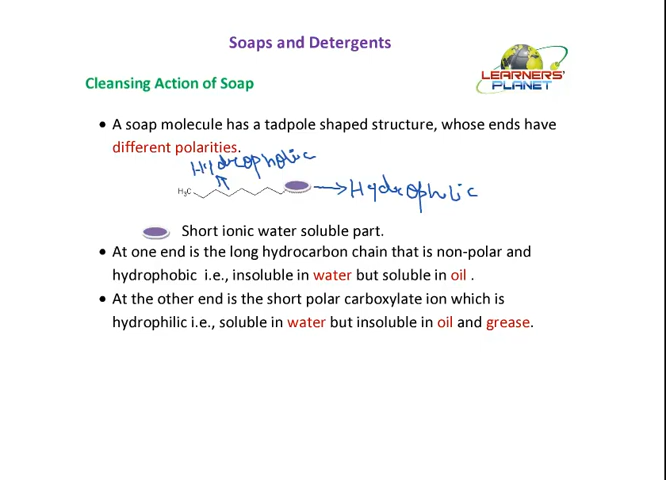 Soaps and Detergents
LEARNERS'
PLANET
Cleansing Action of Soap
• A soap molecule has a tadpole shaped structure, whose ends have
different polarities.
Hydropholic
H₃C
Hydrophilic
Short ionic water soluble part.
• At one end is the long hydrocarbon chain that is non-polar and
hydrophobic i.e., insoluble in water but soluble in oil .
• At the other end is the short polar carboxylate ion which is
hydrophilic i.e., soluble in water but insoluble in oil and grease.